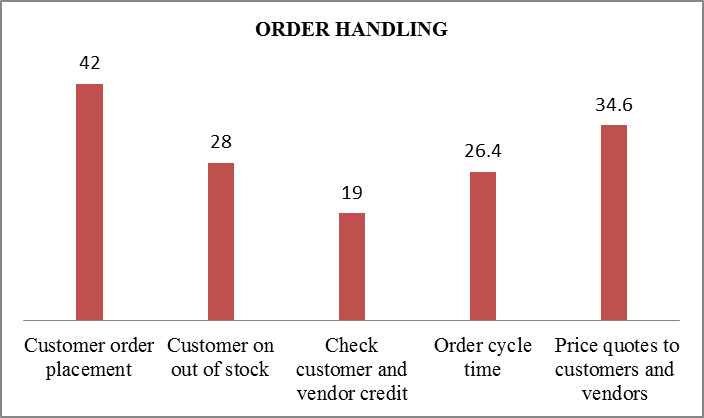 ORDER HANDLING
42
28
19
26.4
34.6
Customer order
placement
Customer on
out of stock
Check
customer and
vendor credit
Order cycle
time
Price quotes to
customers and
vendors